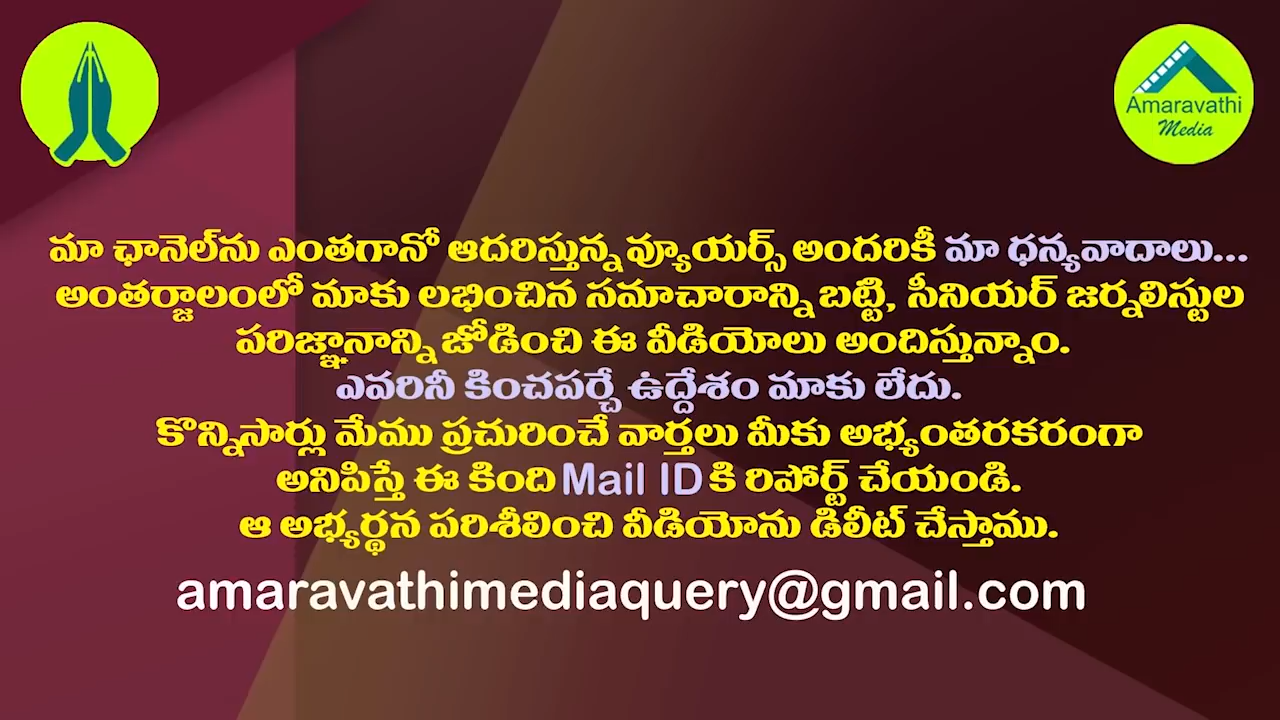 Amaravathi
Media
మా ఛానెల్‌ను ఎంతగానో ఆదరిస్తున్న వ్యూయర్స్ అందరికీ మా ధన్యవాదాలు...
అంతర్జాలంలో మాకు లభించిన సమాచారాన్ని బట్టి, సీనియర్ జర్నలిస్టుల
పరిజ్ఞానాన్ని జోడించి ఈ వీడియోలు అందిస్తున్నాం.
ఎవరినీ కించపర్చే ఉద్దేశం మాకు లేదు.
కొన్నిసార్లు మేము ప్రచురించే వార్తలు మీకు అభ్యంతరకరంగా
అనిపిస్తే ఈ కింది Mail ID కి రిపోర్ట్ చేయండి.
ఆ అభ్యర్థన పరిశీలించి వీడియోను డిలీట్ చేస్తాము.
amaravathimediaquery@gmail.com